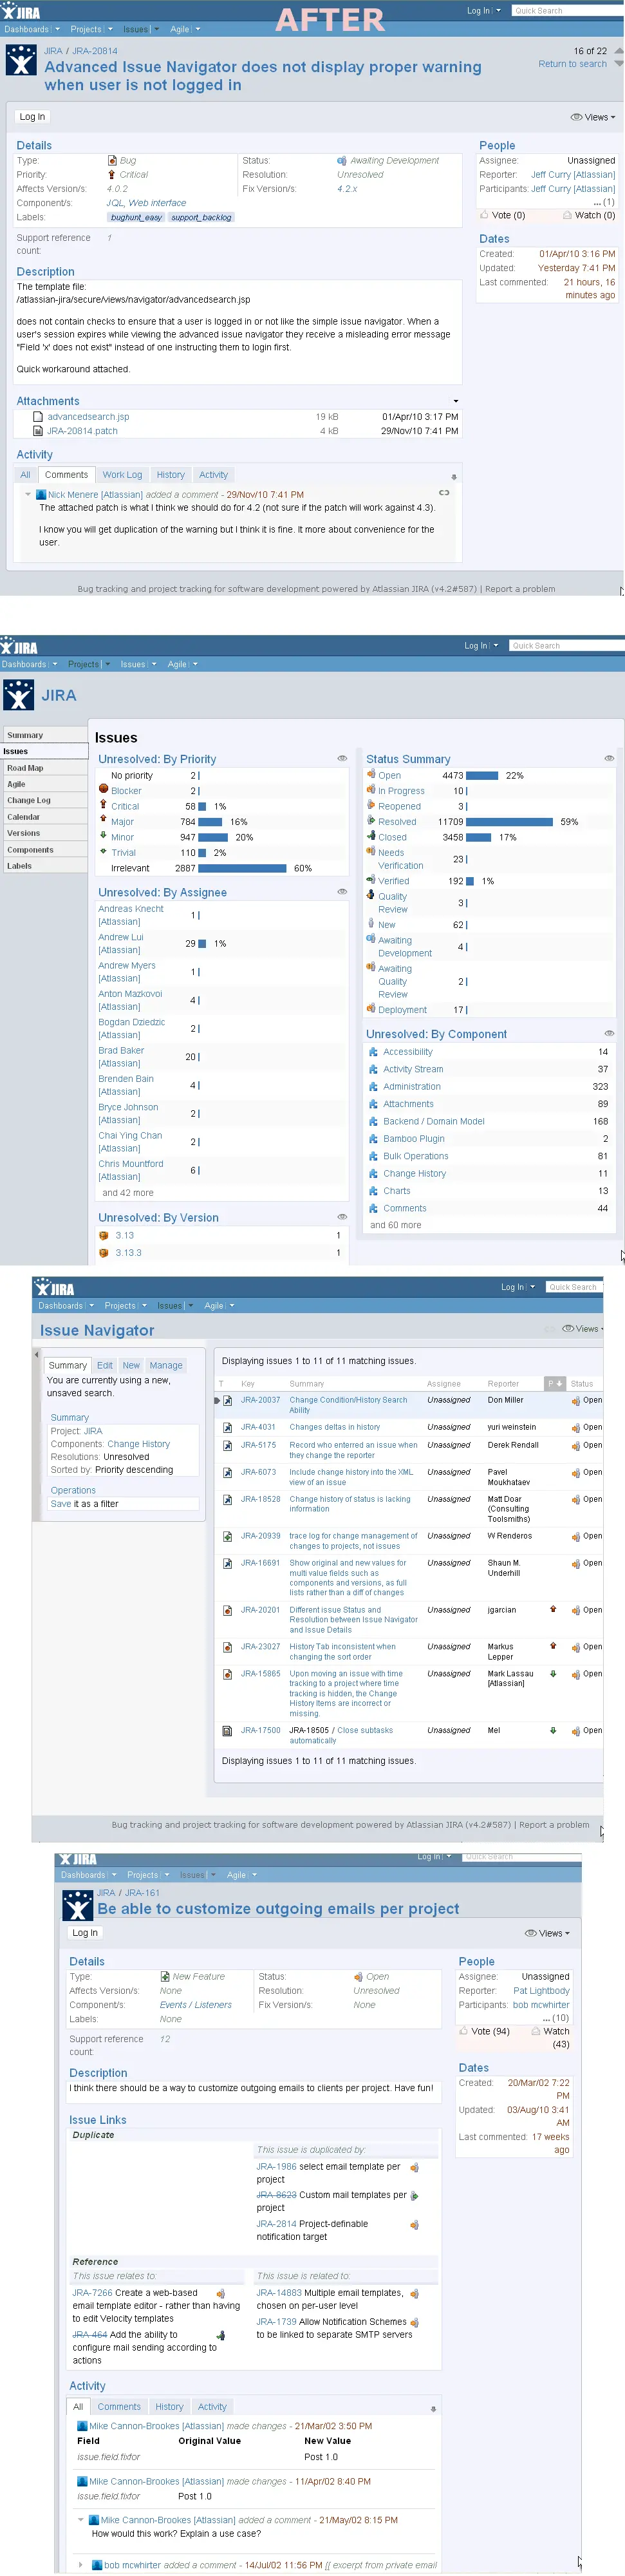 AFTER
JIRA
Log In
Quick Search
Dashboards Projects Issues Agile
JIRA / JRA-20814
16 of 22
Advanced Issue Navigator does not display proper warning
when user is not logged in
Return to search
Log In
Views
Details
Type: Bug
Status: Awaiting Development
Priority: Critical
Resolution: Unresolved
Affects Version/s: 4.0.2
Fix Version/s: 4.2.x
Component/s: JQL, Web interface
Labels: bughunt_easy support_backlog
Support reference
count:
1
People
Assignee: Unassigned
Reporter: Jeff Curry [Atlassian]
Participants: Jeff Curry [Atlassian]
... (1)
Vote (0) Watch (0)
Dates
Created: 01/Apr/10 3:16 PM
Updated: Yesterday 7:41 PM
Last commented: 21 hours, 16
minutes ago
Description
The template file:
/atlassian-jira/secure/views/navigator/advancedsearch.jsp
does not contain checks to ensure that a user is logged in or not like the simple issue navigator. When a
user's session expires while viewing the advanced issue navigator they receive a misleading error message
"Field 'x' does not exist" instead of one instructing them to login first.
Quick workaround attached.
Attachments
advancedsearch.jsp 19 kB 01/Apr/10 3:17 PM
JRA-20814.patch 4 kB 29/Nov/10 7:41 PM
Activity
All Comments Work Log History Activity
Nick Menere [Atlassian] added a comment - 29/Nov/10 7:41 PM
The attached patch is what I think we should do for 4.2 (not sure if the patch will work against 4.3).
I know you will get duplication of the warning but I think it is fine. It more about convenience for the
user.
Bug tracking and project tracking for software development powered by Atlassian JIRA (v4.2#587) | Report a problem
JIRA
Log In
Quick Search
Dashboards Projects Issues Agile
JIRA
Summary
Issues
Road Map
Agile
Change Log
Calendar
Versions
Components
Labels
Issues
Unresolved: By Priority
No priority 2
Blocker 2
Critical 58 1%
Major 784 16%
Minor 947 20%
Trivial 110 2%
Irrelevant 2887 60%
Unresolved: By Assignee
Andreas Knecht
[Atlassian]
1
Andrew Lui
[Atlassian]
29 1%
Andrew Myers
[Atlassian]
1
Anton Mazkovoi
[Atlassian]
4
Bogdan Dziedzic
[Atlassian]
2
Brad Baker
[Atlassian]
20
Brenden Bain
[Atlassian]
4
Bryce Johnson
[Atlassian]
2
Chai Ying Chan
[Atlassian]
2
Chris Mountford
[Atlassian]
6
and 42 more
Unresolved: By Version
3.13 1
3.13.3 1
Status Summary
Open 4473 22%
In Progress 10
Reopened 3
Resolved 11709 59%
Closed 3458 17%
Needs
Verification
23
Verified 192 1%
Quality
Review
3
New 62
Awaiting
Development
4
Awaiting
Quality
Review
2
Deployment 17
Unresolved: By Component
Accessibility 14
Activity Stream 37
Administration 323
Attachments 89
Backend / Domain Model 168
Bamboo Plugin 2
Bulk Operations 81
Change History 11
Charts 13
Comments 44
and 60 more
JIRA
Log In
Quick Search
Dashboards Projects Issues Agile
Issue Navigator
Views
Summary Edit New Manage
You are currently using a new,
unsaved search.
Summary
Project: JIRA
Components: Change History
Resolutions: Unresolved
Sorted by: Priority descending
Operations
Save it as a filter
Displaying issues 1 to 11 of 11 matching issues.
T Key Summary Assignee Reporter P Status
JRA-20037 Change Condition/History Search
Ability
Unassigned Don Miller Open
JRA-4031 Changes deltas in history Unassigned yuri weinstein Open
JRA-5175 Record who enterred an issue when
they change the reporter
Unassigned Derek Rendall Open
JRA-6073 Include change history into the XML
view of an issue
Unassigned Pavel
Moukhataev
Open
JRA-18528 Change history of status is lacking
information
Unassigned Matt Doar
(Consulting
Toolsmiths)
Open
JRA-20939 trace log for change management of
changes to projects, not issues
Unassigned W Renderos Open
JRA-16691 Show original and new values for
multi value fields such as
components and versions, as full
lists rather than a diff of changes
Unassigned Shaun M.
Underhill
Open
JRA-20201 Different issue Status and
Resolution between Issue Navigator
and Issue Details
Unassigned jgarcian Open
JRA-23027 History Tab inconsistent when
changing the sort order
Unassigned Markus
Lepper
Open
JRA-15865 Upon moving an issue with time
tracking to a project where time
tracking is hidden, the Change
History Items are incorrect or
missing.
Unassigned Mark Lassau
[Atlassian]
Open
JRA-17500 JRA-18505 / Close subtasks
automatically
Unassigned Mel Open
Displaying issues 1 to 11 of 11 matching issues.
Bug tracking and project tracking for software development powered by Atlassian JIRA (v4.2#587) | Report a problem
JIRA
Log In
Quick Search
Dashboards Projects Issues Agile
JIRA / JRA-161
Be able to customize outgoing emails per project
Log In
Views
Details
Type: New Feature
Status: Open
Affects Version/s: None
Resolution: Unresolved
Component/s: Events / Listeners
Fix Version/s: None
Labels: None
Support reference
count:
12
People
Assignee: Unassigned
Reporter: Pat Lightbody
Participants: bob mcwhirter
... (10)
Vote (94) Watch
(43)
Dates
Created: 20/Mar/02 7:22
PM
Updated: 03/Aug/10 3:41
AM
Last commented: 17 weeks
ago
Description
I think there should be a way to customize outgoing emails to clients per project. Have fun!
Issue Links
Duplicate
This issue is duplicated by:
JRA-1986 select email template per
project
JRA-8623 Custom mail templates per
project
JRA-2814 Project-definable
notification target
Reference
This issue relates to:
JRA-7266 Create a web-based
email template editor - rather than having
to edit Velocity templates
JRA-464 Add the ability to
configure mail sending according to
actions
This issue is related to:
JRA-14883 Multiple email templates,
chosen on per-user level
JRA-1739 Allow Notification Schemes
to be linked to separate SMTP servers
Activity
All Comments History Activity
Mike Cannon-Brookes [Atlassian] made changes - 21/Mar/02 3:50 PM
Field Original Value New Value
issue.field.fixfor Post 1.0
Mike Cannon-Brookes [Atlassian] made changes - 11/Apr/02 8:40 PM
issue.field.fixfor Post 1.0
Mike Cannon-Brookes [Atlassian] added a comment - 21/May/02 8:15 PM
How would this work? Explain a use case?
bob mcwhirter added a comment - 14/Jul/02 11:56 PM [[ excerpt from private email